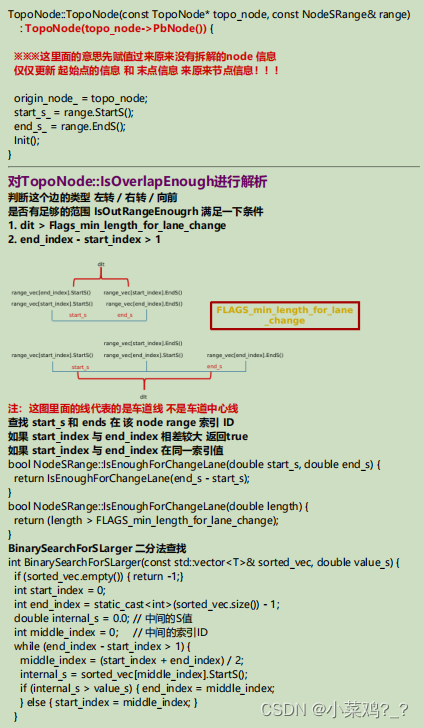 TopoNode::TopoNode(const TopoNode* topo_node, const NodeSRange& range)
: TopoNode(topo_node->PbNode()) {
※※※这里面的意思先赋值过来原来没有拆解的node 信息
仅仅更新 起始点的信息 和 末点信息 来原来节点信息！！！
origin_node_ = topo_node;
start_s_ = range.StartS();
end_s_ = range.EndS();
Init();
}
对TopoNode::IsOverlapEnough进行解析
判断这个边的类型 左转 / 右转 / 向前
是否有足够的范围 IsOutRangeEnougrh 满足一下条件
1. dit > Flags_min_length_for_lane_change
2. end_index - start_index > 1
dit
range_vec[end_index].StartS() range_vec[end_index].EndS()
range_vec[start_index].StartS() range_vec[start_index].EndS()
start_s end_s
FLAGS_min_length_for_lane
_change
range_vec[start_index].EndS()
range_vec[start_index].StartS() range_vec[end_index].StartS() range_vec[end_index].EndS()
start_s end_s
dit
注：这图里面的线代表的是车道线 不是车道中心线
查找 start_s 和 ends 在 该 node range 索引 ID
如果 start_index 与 end_index 相差较大 返回true
如果 start_index 与 end_index 在同一索引值
bool NodeSRange::IsEnoughForChangeLane(double start_s, double end_s) {
return IsEnoughForChangeLane(end_s - start_s);
}
bool NodeSRange::IsEnoughForChangeLane(double length) {
return (length > FLAGS_min_length_for_lane_change);
}
BinarySearchForSLarger 二分法查找
int BinarySearchForSLarger(const std::vector<T>& sorted_vec, double value_s) {
if (sorted_vec.empty()) { return -1;}
int start_index = 0;
int end_index = static_cast<int>(sorted_vec.size()) - 1;
double internal_s = 0.0; // 中间的S值
int middle_index = 0; // 中间的索引ID
while (end_index - start_index > 1) {
middle_index = (start_index + end_index) / 2;
internal_s = sorted_vec[middle_index].StartS();
if (internal_s > value_s) { end_index = middle_index;
} else { start_index = middle_index; }
}
CSDN @小菜鸡?_?